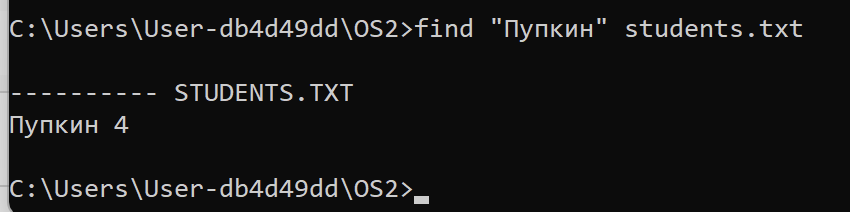 C:\Users\User-db4d49dd\OS2>find "Пупкин" students.txt
---------- STUDENTS.TXT
Пупкин 4
C:\Users\User-db4d49dd\OS2>